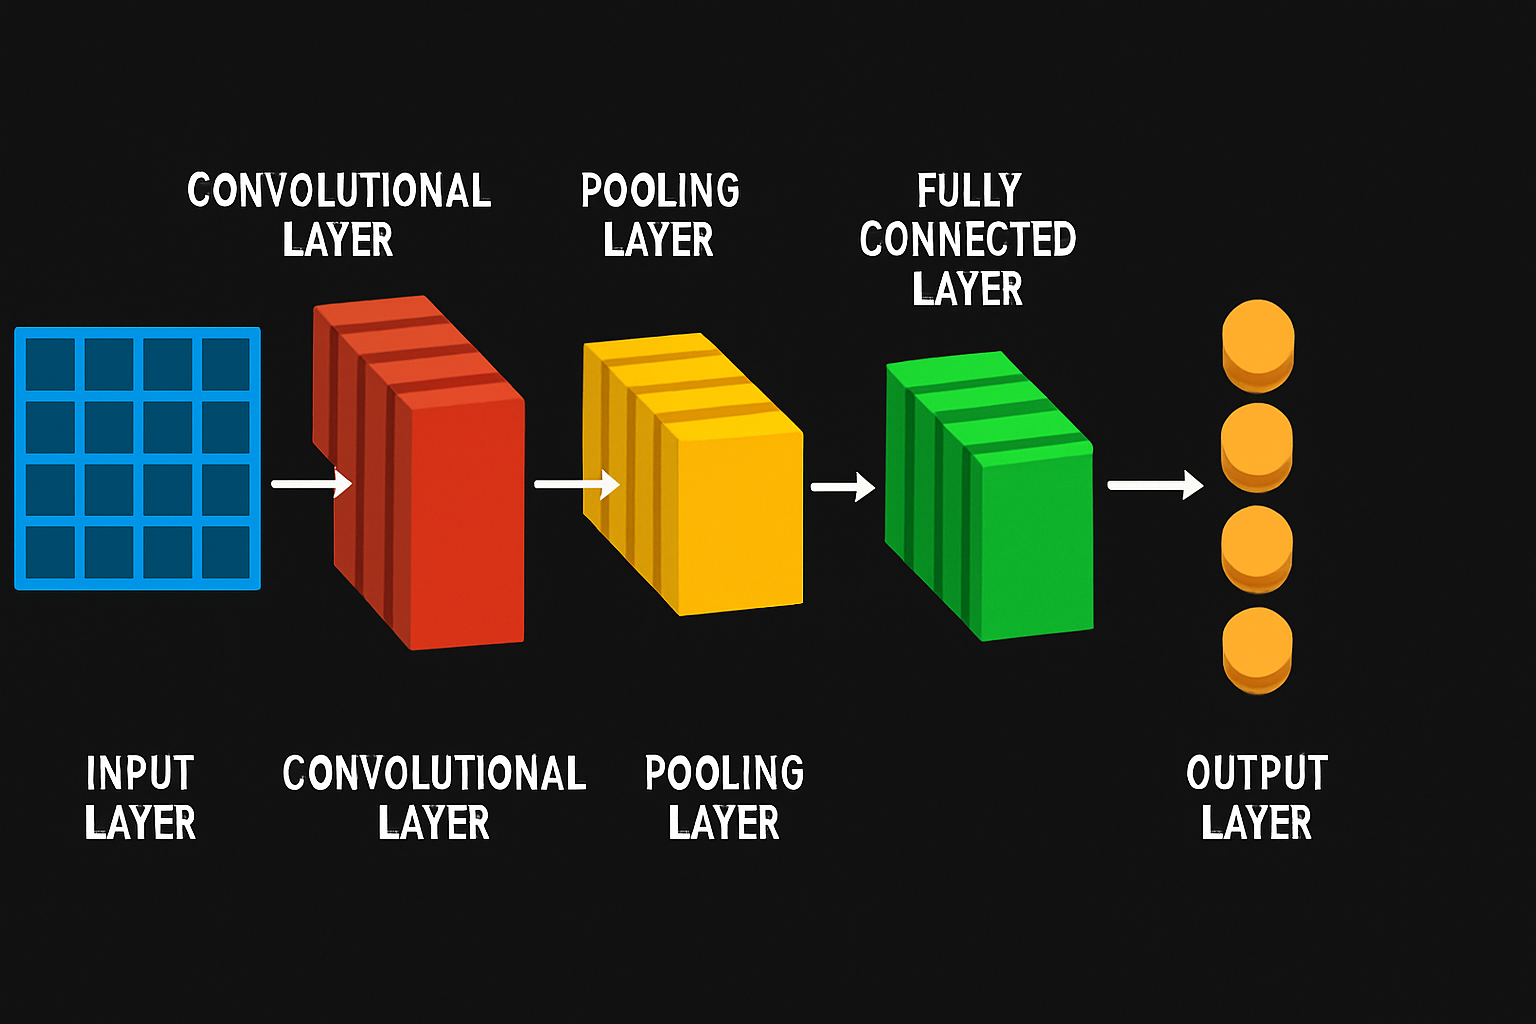 CONVOLUTIONAL
LAYER
POOLING
LAYER
FULLY
CONNECTED
LAYER
INPUT
LAYER
CONVOLUTIONAL
LAYER
POOLING
LAYER
OUTPUT
LAYER